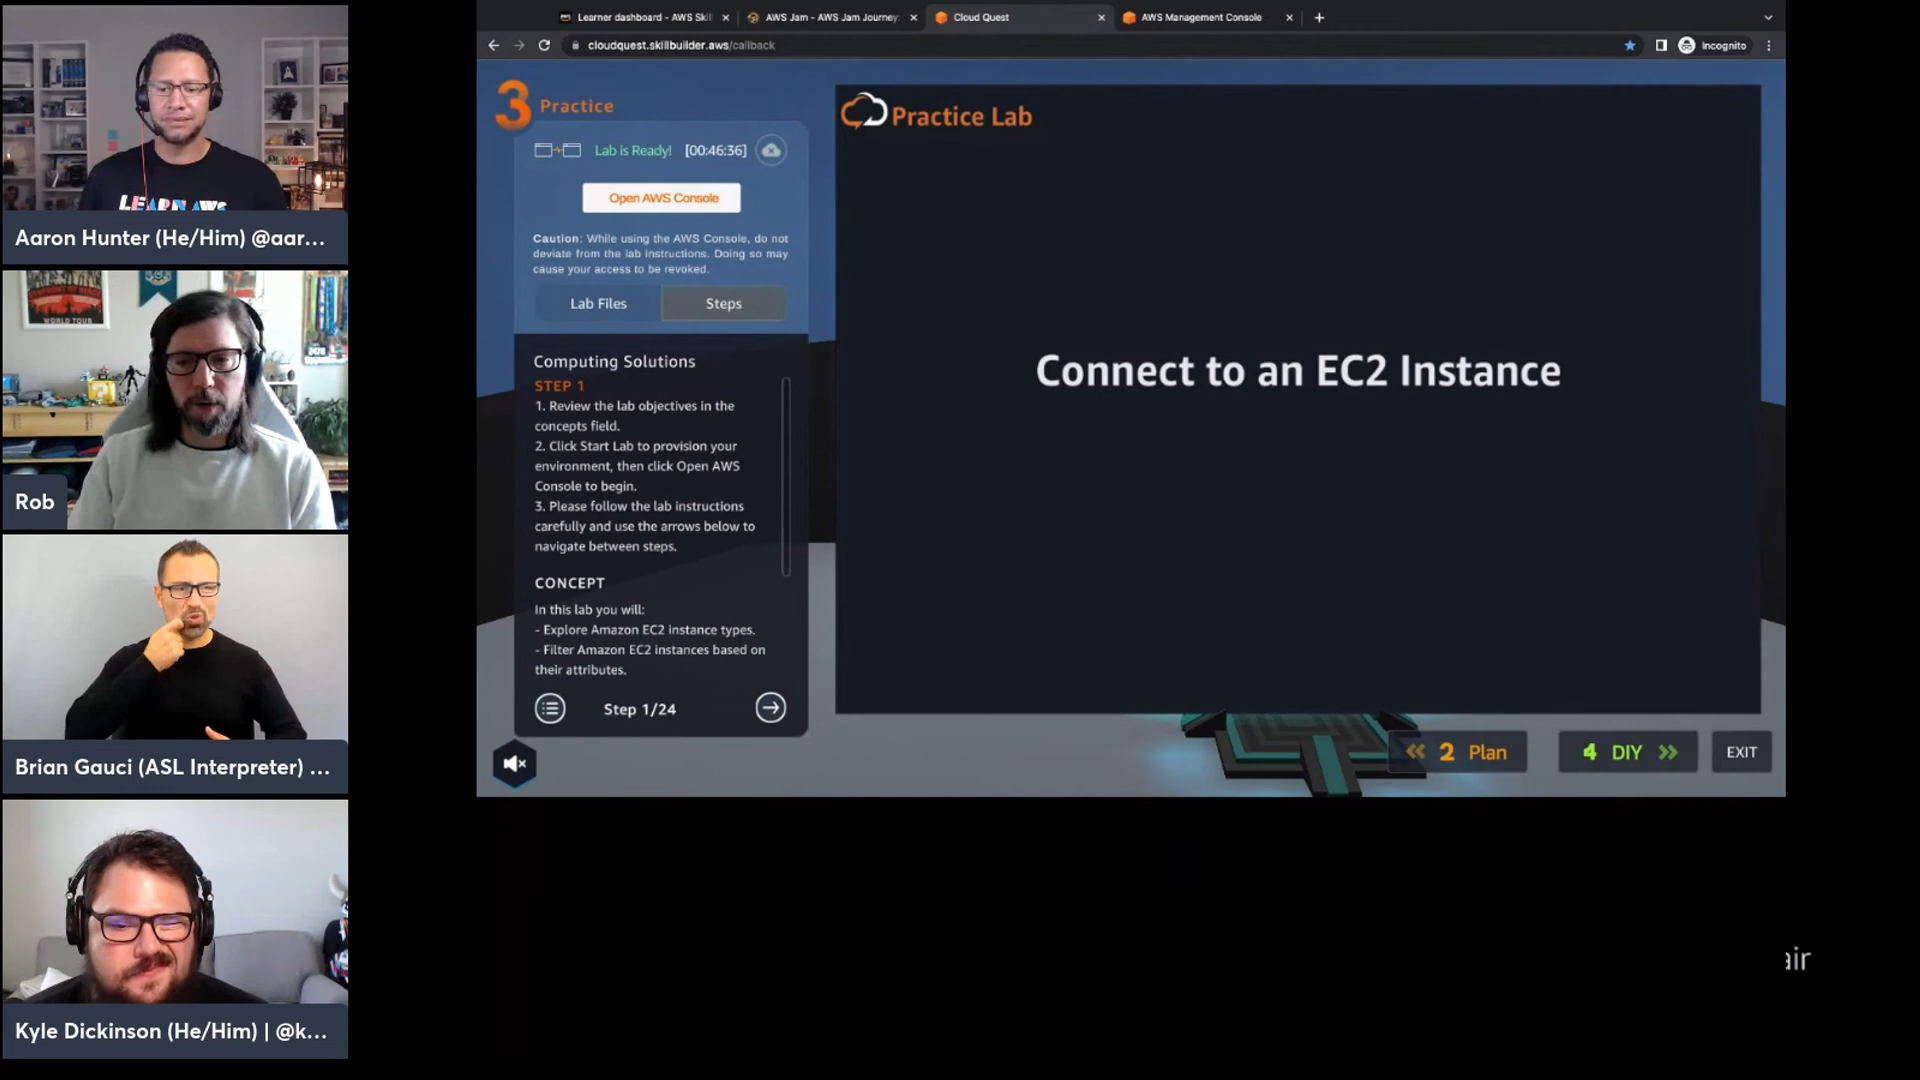 Learner dashboard - AWS Skil
AWS Jam - AWS Jam Journey:
Cloud Quest
AWS Management Console
cloudquest.skillbuilder.aws/callback
Incognito
LEARN AWS
Aaron Hunter (He/Him) @aar...
WORLD TOUR
Rob
Brian Gauci (ASL Interpreter) ...
Kyle Dickinson (He/Him) | @k...
3 Practice
Lab is Ready! [00:46:36]
Open AWS Console
Caution: While using the AWS Console, do not
deviate from the lab instructions. Doing so may
cause your access to be revoked.
Lab Files
Steps
Computing Solutions
STEP 1
1. Review the lab objectives in the
concepts field.
2. Click Start Lab to provision your
environment, then click Open AWS
Console to begin.
3. Please follow the lab instructions
carefully and use the arrows below to
navigate between steps.
CONCEPT
In this lab you will:
- Explore Amazon EC2 instance types.
- Filter Amazon EC2 instances based on
their attributes.
Step 1/24
Practice Lab
Connect to an EC2 Instance
2 Plan
4 DIY
EXIT
air